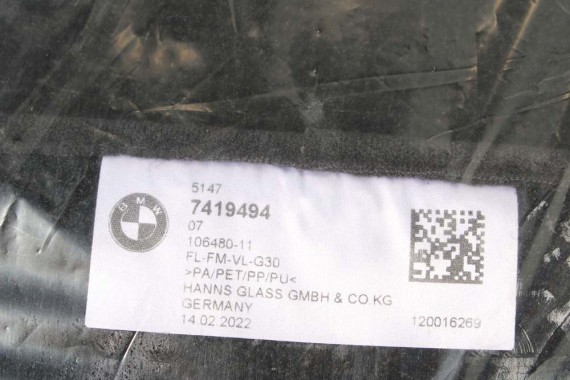 BMW
5147
7419494
07
106480-11
FL-FM-VL-G30
>PA/PET/PP/PU<
HANNS GLASS GMBH & CO.KG
GERMANY
14.02.2022
120016269